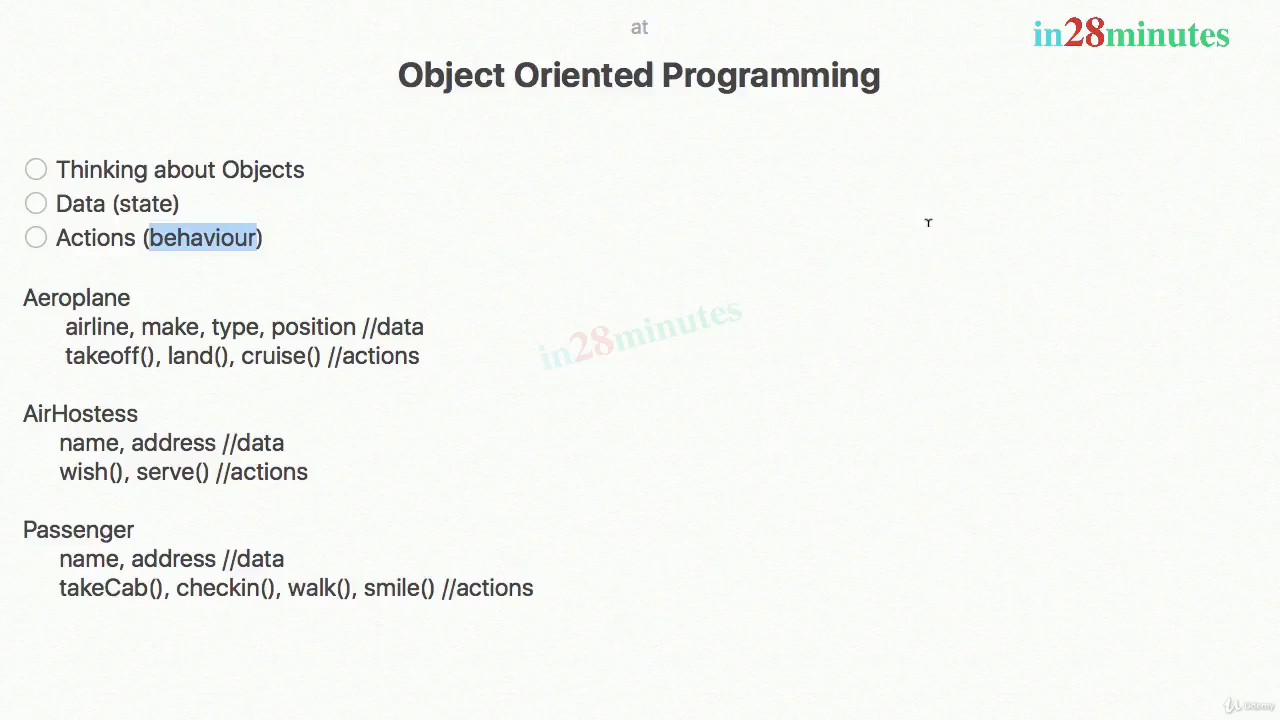 at
in28minutes
Object Oriented Programming
Thinking about Objects
Data (state)
Actions (behaviour)
Aeroplane
airline, make, type, position //data
takeoff(), land(), cruise() //actions
in28minutes
AirHostess
name, address //data
wish(), serve() //actions
Passenger
name, address //data
takeCab(), checkin(), walk(), smile() //actions
Udemy